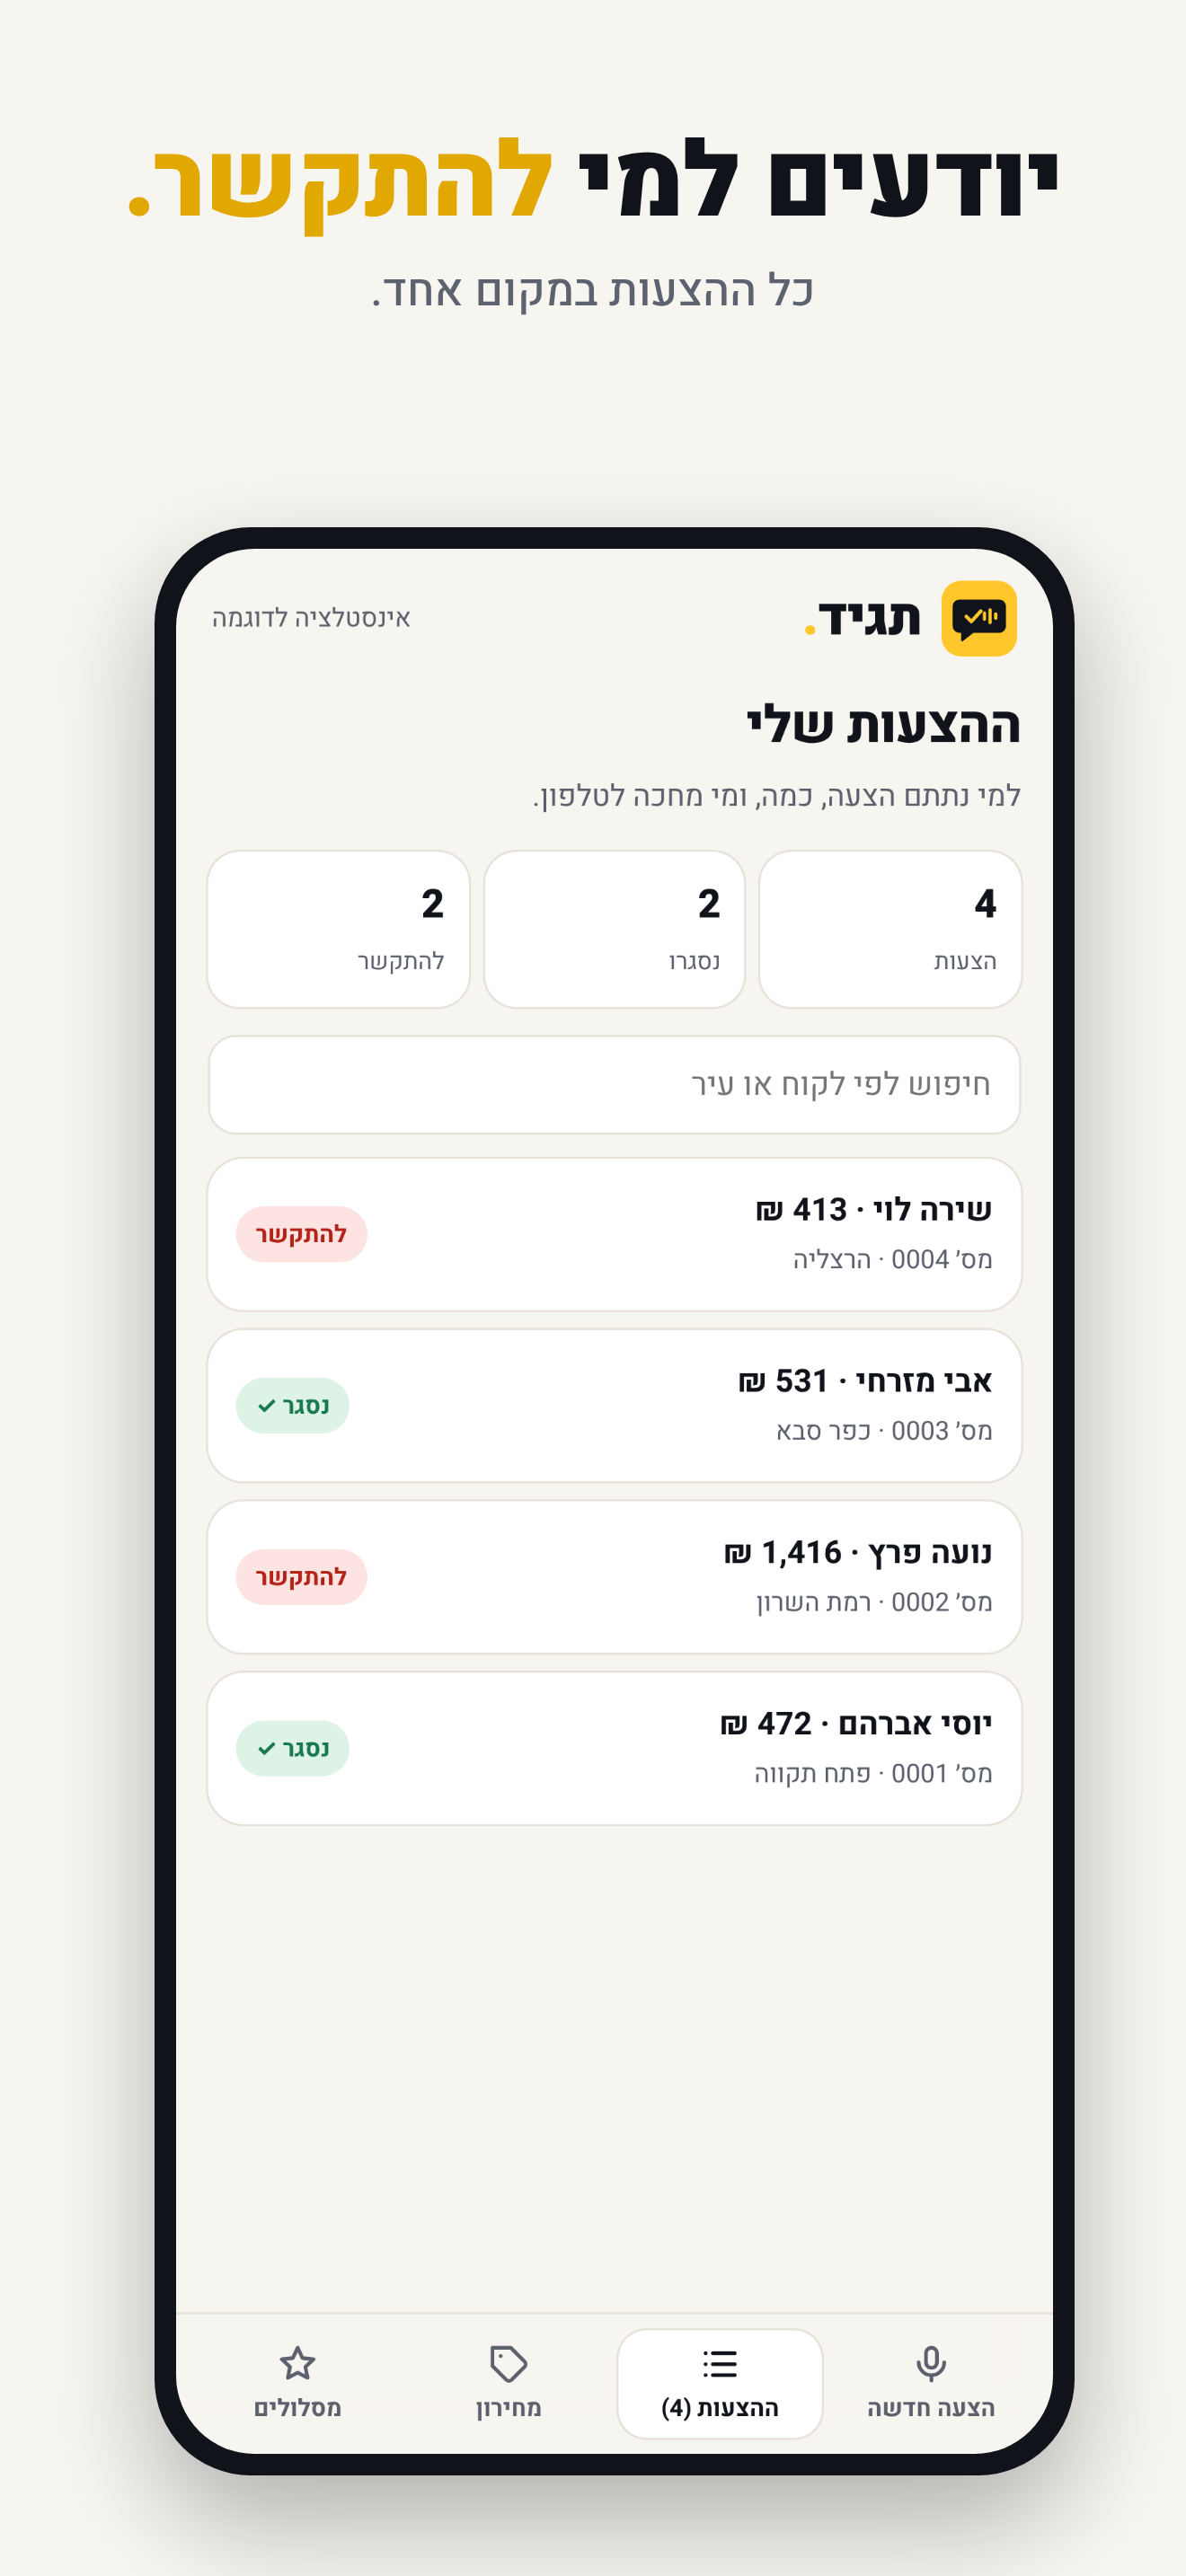 יודעים למי להתקשר.
כל ההצעות במקום אחד.
תגיד.
אינסטלציה לדוגמה
ההצעות שלי
למי נתתם הצעה, כמה, ומי מחכה לטלפון.
4
הצעות
2
נסגרו
2
להתקשר
חיפוש לפי לקוח או עיר
שירה לוי · 413 ₪
מס׳ 0004 · הרצליה
להתקשר
אבי מזרחי · 531 ₪
מס׳ 0003 · כפר סבא
נסגר ✓
נועה פרץ · 1,416 ₪
מס׳ 0002 · רמת השרון
להתקשר
יוסי אברהם · 472 ₪
מס׳ 0001 · פתח תקווה
נסגר ✓
הצעה חדשה
ההצעות (4)
מחירון
מסלולים